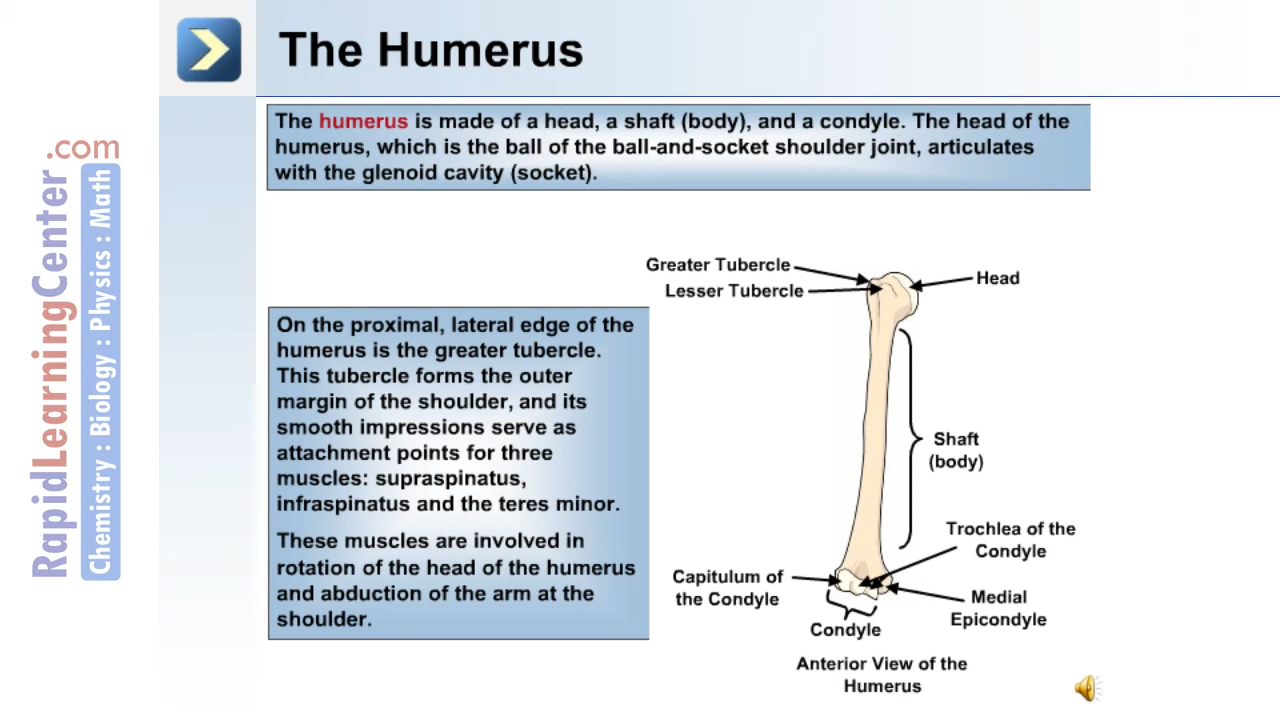 The Humerus
The humerus is made of a head, a shaft (body), and a condyle. The head of the
humerus, which is the ball of the ball-and-socket shoulder joint, articulates
with the glenoid cavity (socket).
RapidLearningCenter.com
Chemistry : Biology : Physics : Math
On the proximal, lateral edge of the
humerus is the greater tubercle.
This tubercle forms the outer
margin of the shoulder, and its
smooth impressions serve as
attachment points for three
muscles: supraspinatus,
infraspinatus and the teres minor.
These muscles are involved in
rotation of the head of the humerus
and abduction of the arm at the
shoulder.
Greater Tubercle
Lesser Tubercle
Head
Shaft
(body)
Trochlea of the
Condyle
Capitulum of
the Condyle
Medial
Epicondyle
Condyle
Anterior View of the
Humerus